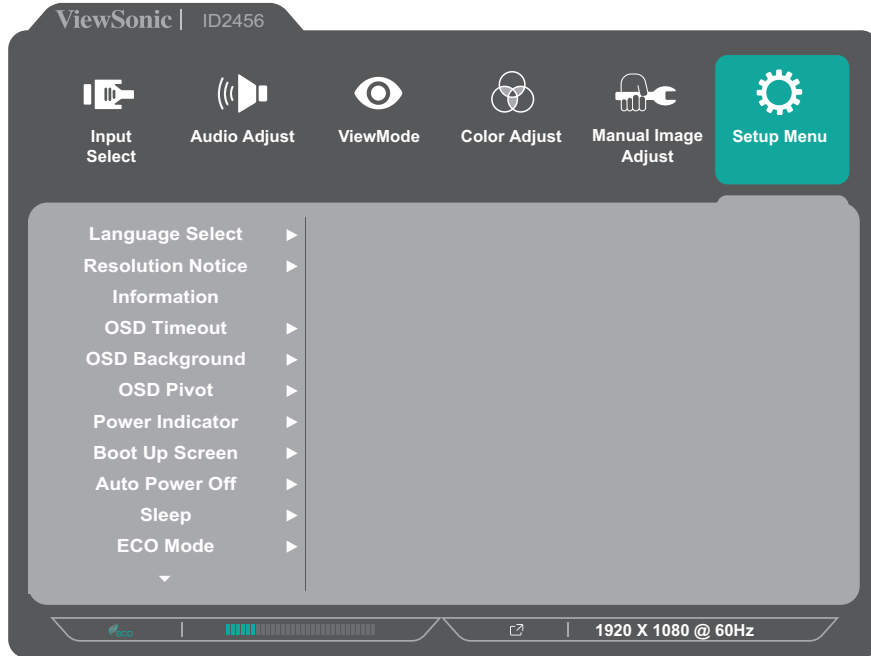 ViewSonic | ID2456
Input Select
Audio Adjust
ViewMode
Color Adjust
Manual Image Adjust
Setup Menu
Language Select
Resolution Notice
Information
OSD Timeout
OSD Background
OSD Pivot
Power Indicator
Boot Up Screen
Auto Power Off
Sleep
ECO Mode
eco
1920 X 1080 @ 60Hz